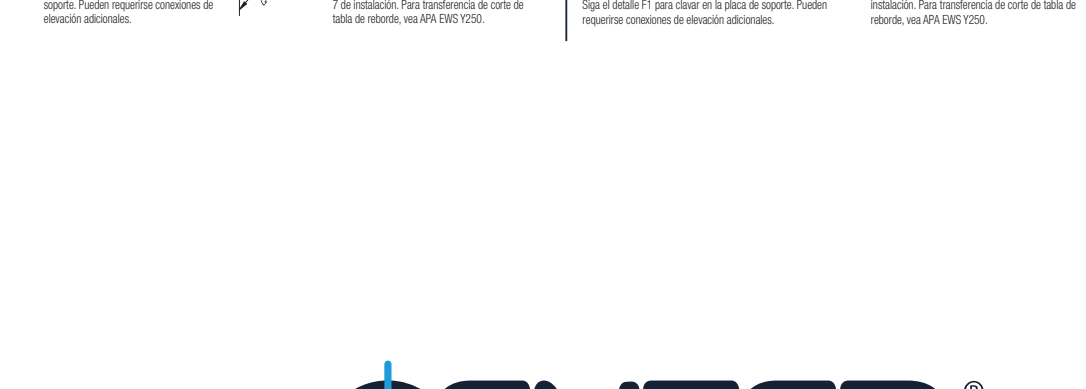 soporte. Pueden requerirse conexiones de
elevación adicionales.
7 de instalación. Para transferencia de corte de
tabla de reborde, vea APA EWS Y250.
Siga el detalle F1 para clavar en la placa de soporte. Pueden
requerirse conexiones de elevación adicionales.
instalación. Para transferencia de corte de tabla de
reborde, vea APA EWS Y250.
®